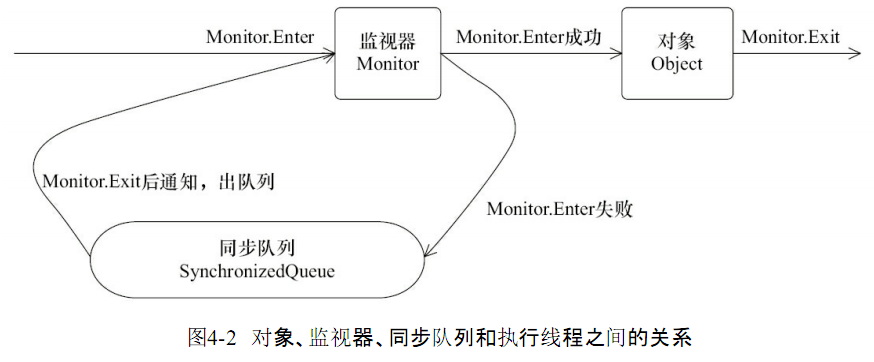 Monitor.Enter
监视器
Monitor
Monitor.Enter成功
对象
Object
Monitor.Exit
Monitor.Exit后通知，出队列
Monitor.Enter失败
同步队列
SynchronizedQueue
图4-2 对象、监视器、同步队列和执行线程之间的关系